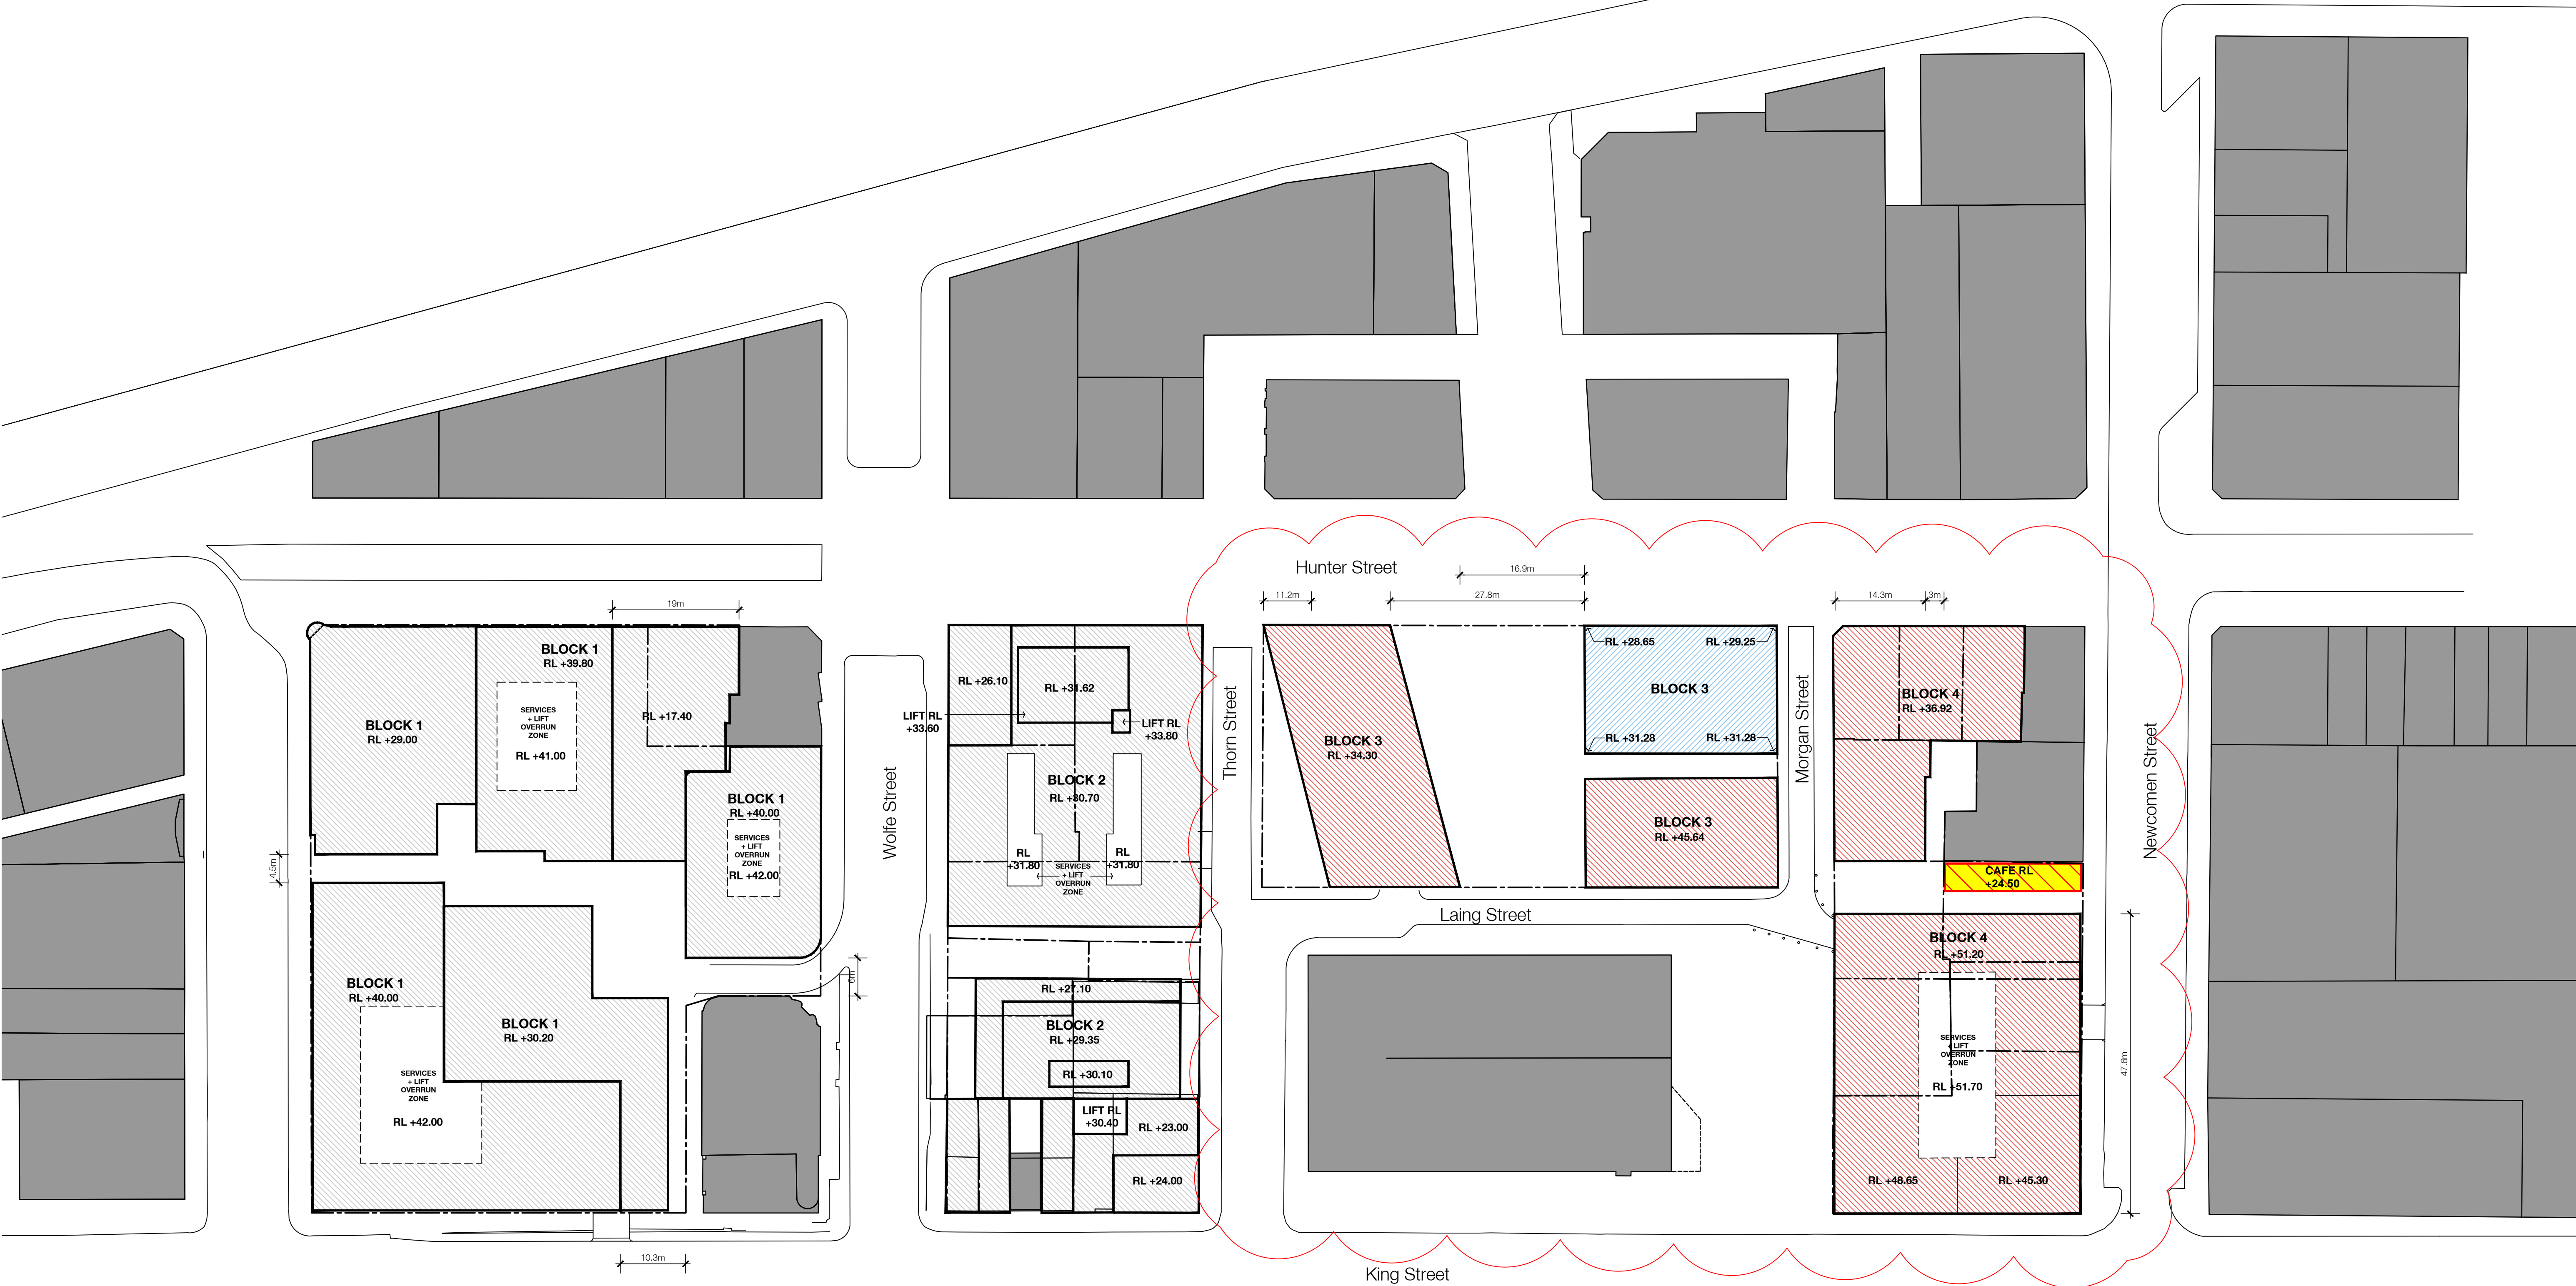 Hunter Street
16.9m
11.2m
27.8m
14.3m
3m
19m
BLOCK 1
RL +39.80
BLOCK 1
RL +29.00
SERVICES
+ LIFT
OVERRUN
ZONE
RL +41.00
RL +17.40
BLOCK 1
RL +40.00
SERVICES
+ LIFT
OVERRUN
ZONE
RL +42.00
4.5m
BLOCK 1
RL +40.00
BLOCK 1
RL +30.20
SERVICES
+ LIFT
OVERRUN
ZONE
RL +42.00
6m
10.3m
Wolfe Street
RL +26.10
RL +31.62
LIFT RL
+33.60
LIFT RL
+33.80
BLOCK 2
RL +30.70
RL
+31.80
RL
+31.80
SERVICES
+ LIFT
OVERRUN
ZONE
RL +27.10
BLOCK 2
RL +29.35
RL +30.10
LIFT RL
+30.40
RL +23.00
RL +24.00
Thorn Street
BLOCK 3
RL +34.30
RL +28.65
RL +29.25
BLOCK 3
RL +31.28
RL +31.28
BLOCK 3
RL +45.64
Morgan Street
Laing Street
BLOCK 4
RL +36.92
CAFE RL
+24.50
BLOCK 4
RL +51.20
SERVICES
+ LIFT
OVERRUN
ZONE
RL +51.70
RL +48.65
RL +45.30
47.6m
Newcomen Street
King Street